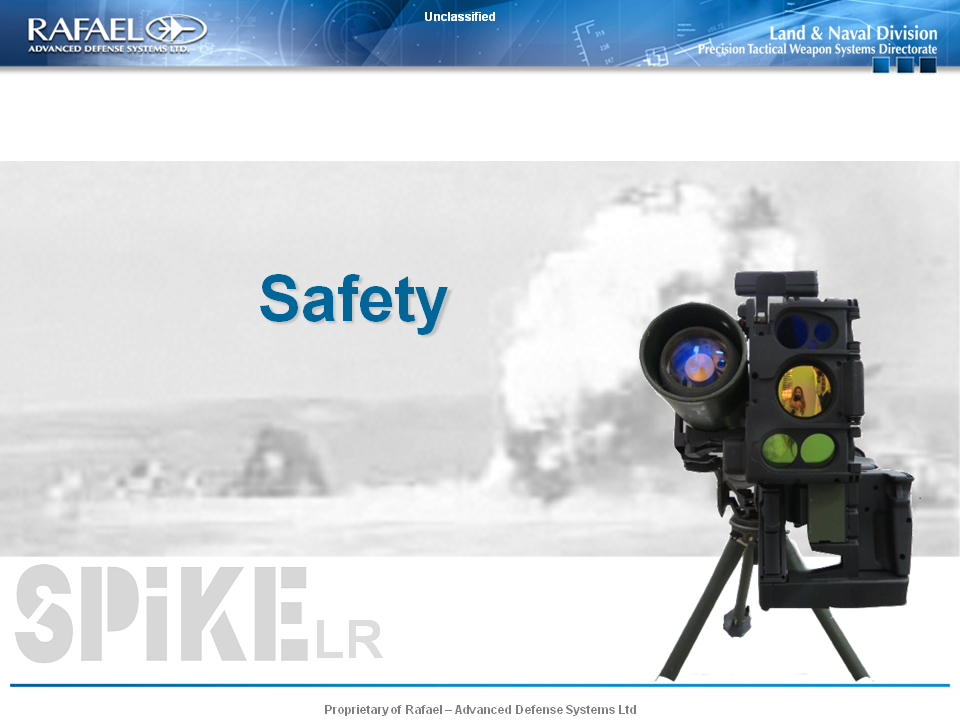 Unclassified
RAFAEL
ADVANCED DEFENSE SYSTEMS LTD.
Land & Naval Division
Precision Tactical Weapon Systems Directorate
Safety
SPiKE LR
Proprietary of Rafael – Advanced Defense Systems Ltd